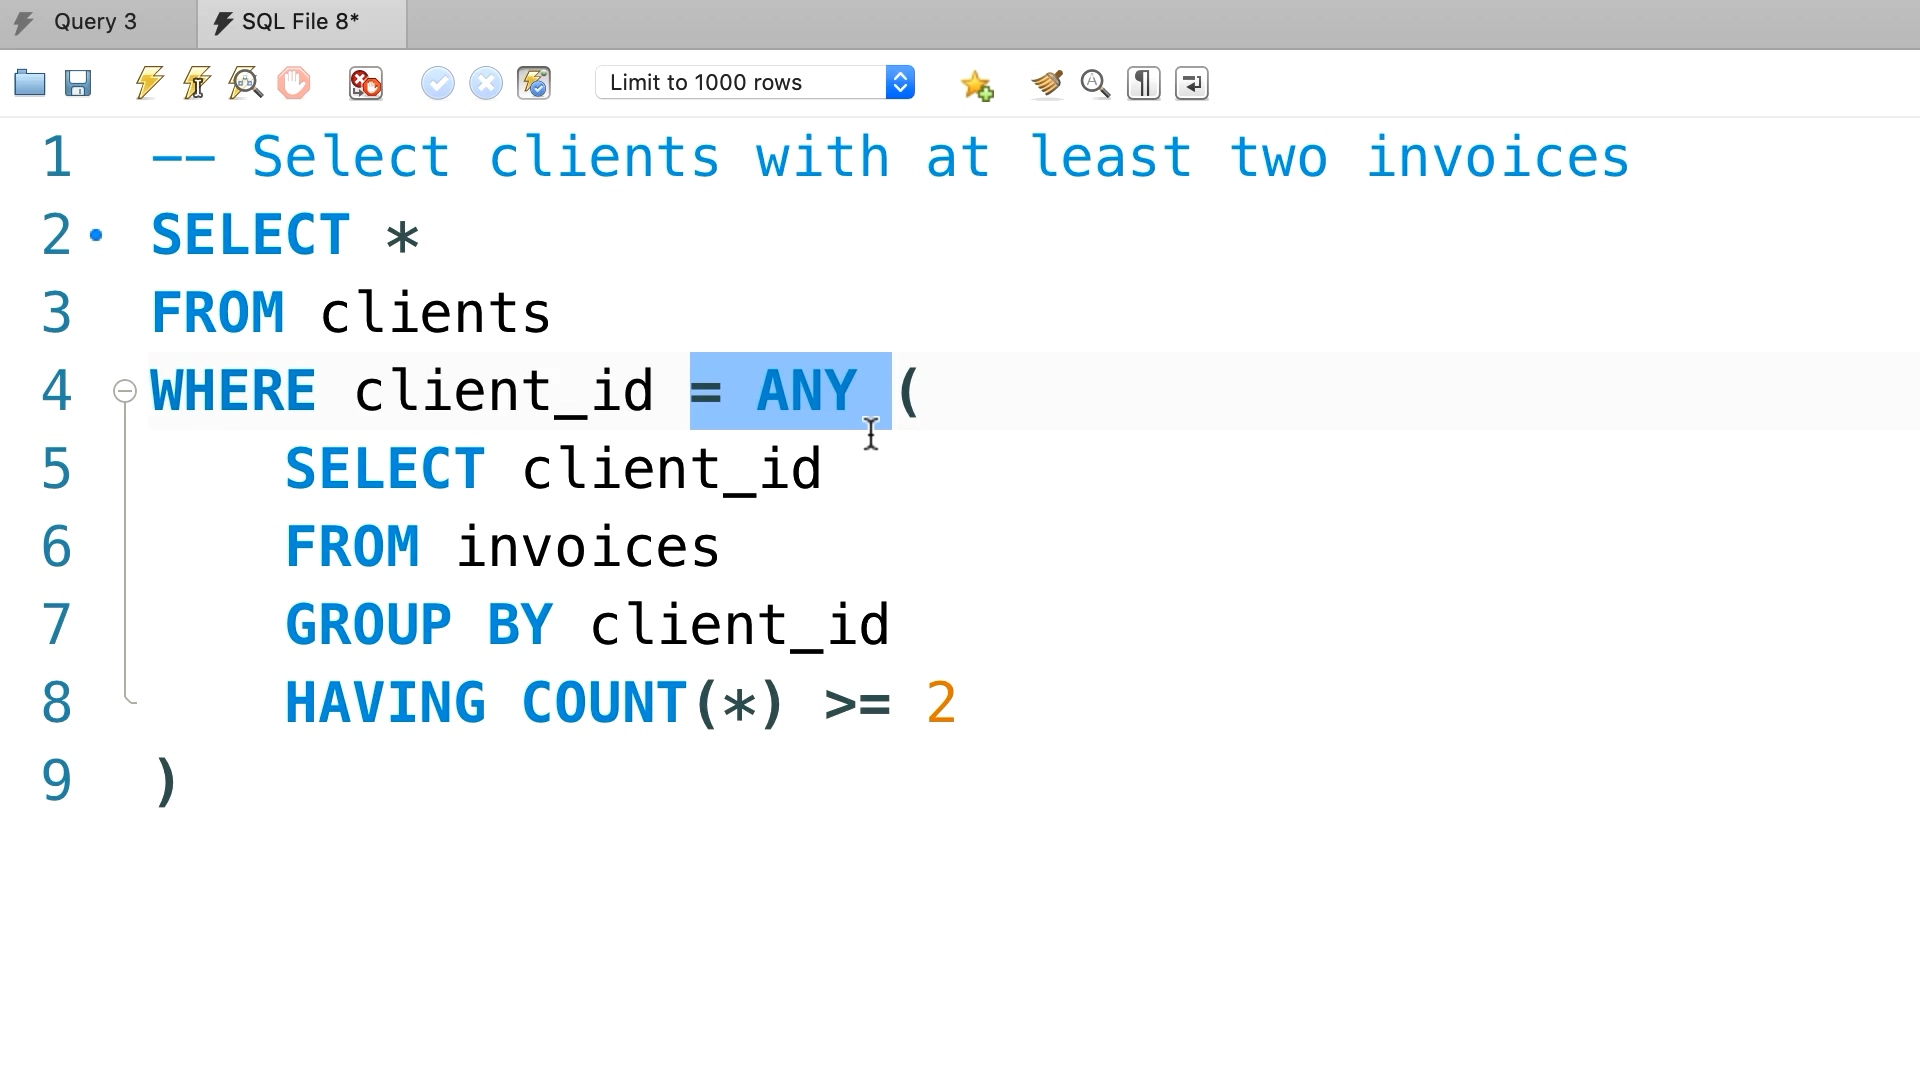 Query 3
SQL File 8*
Limit to 1000 rows
1 -- Select clients with at least two invoices
2 SELECT *
3 FROM clients
4 WHERE client_id = ANY (
5 SELECT client_id
6 FROM invoices
7 GROUP BY client_id
8 HAVING COUNT(*) >= 2
9 )